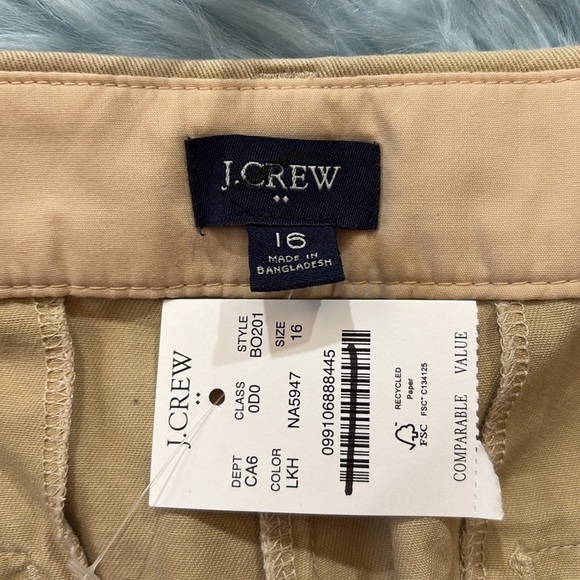 J.CREW
16
MADE IN
BANGLADESH
J.CREW
DEPT CLASS STYLE
CA6 0D0 BO201
COLOR NA5947 SIZE
LKH 16
099106888445
FSC
RECYCLED
Paper
FSC® C134125
COMPARABLE VALUE